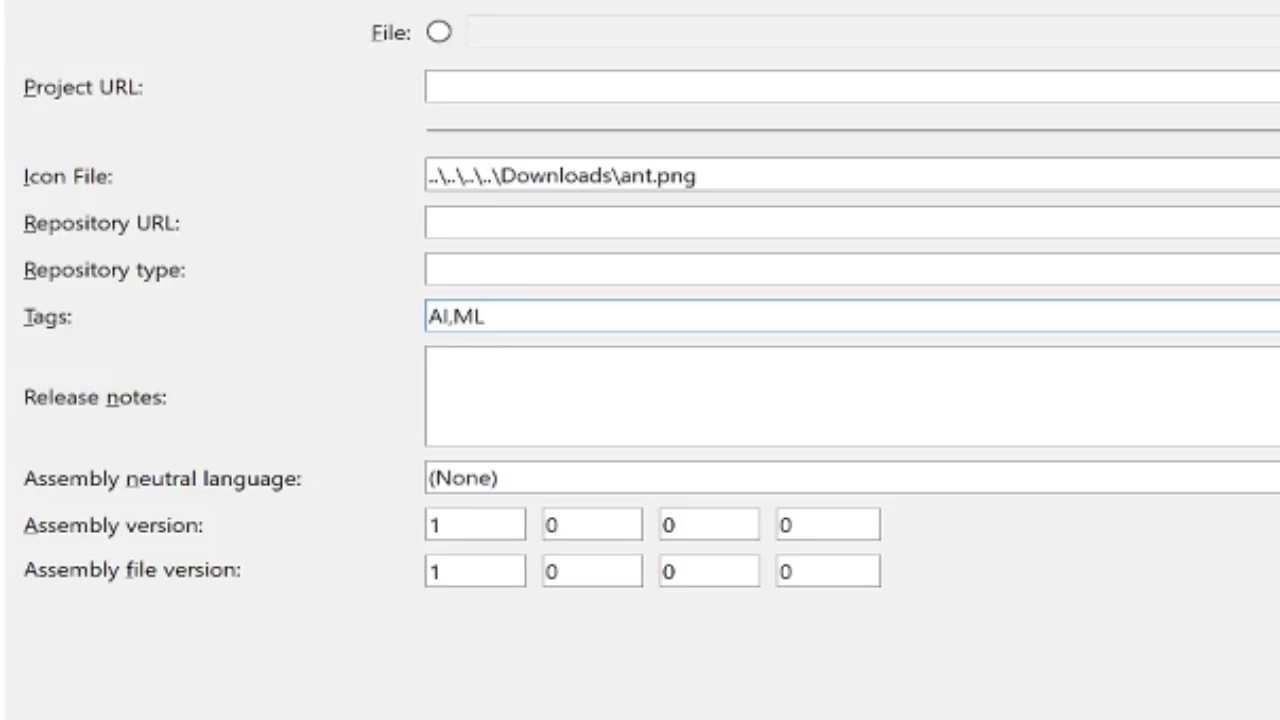 File:
Project URL:
Icon File: ..\..\..\..\Downloads\ant.png
Repository URL:
Repository type:
Tags: AI,ML
Release notes:
Assembly neutral language: (None)
Assembly version: 1 0 0 0
Assembly file version: 1 0 0 0